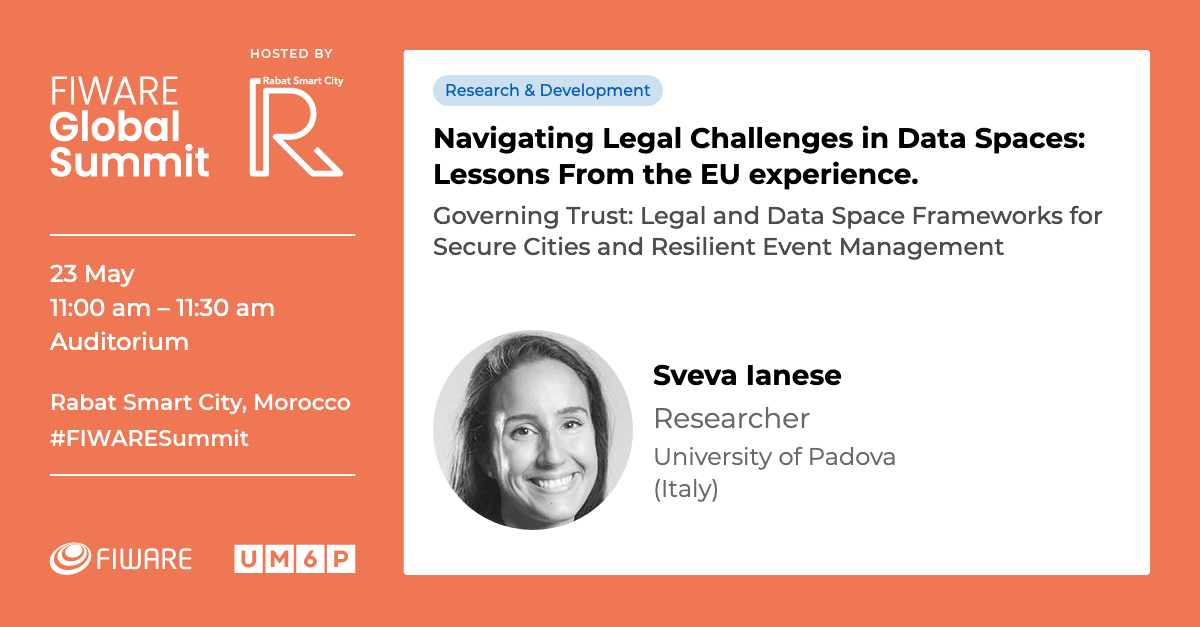 HOSTED BY
FIWARE
Global
Summit
Rabat Smart City
R
23 May
11:00 am – 11:30 am
Auditorium
Rabat Smart City, Morocco
#FIWARESummit
FIWARE
UM6P
Research & Development
Navigating Legal Challenges in Data Spaces:
Lessons From the EU experience.
Governing Trust: Legal and Data Space Frameworks for
Secure Cities and Resilient Event Management
Sveva Ianese
Researcher
University of Padova
(Italy)